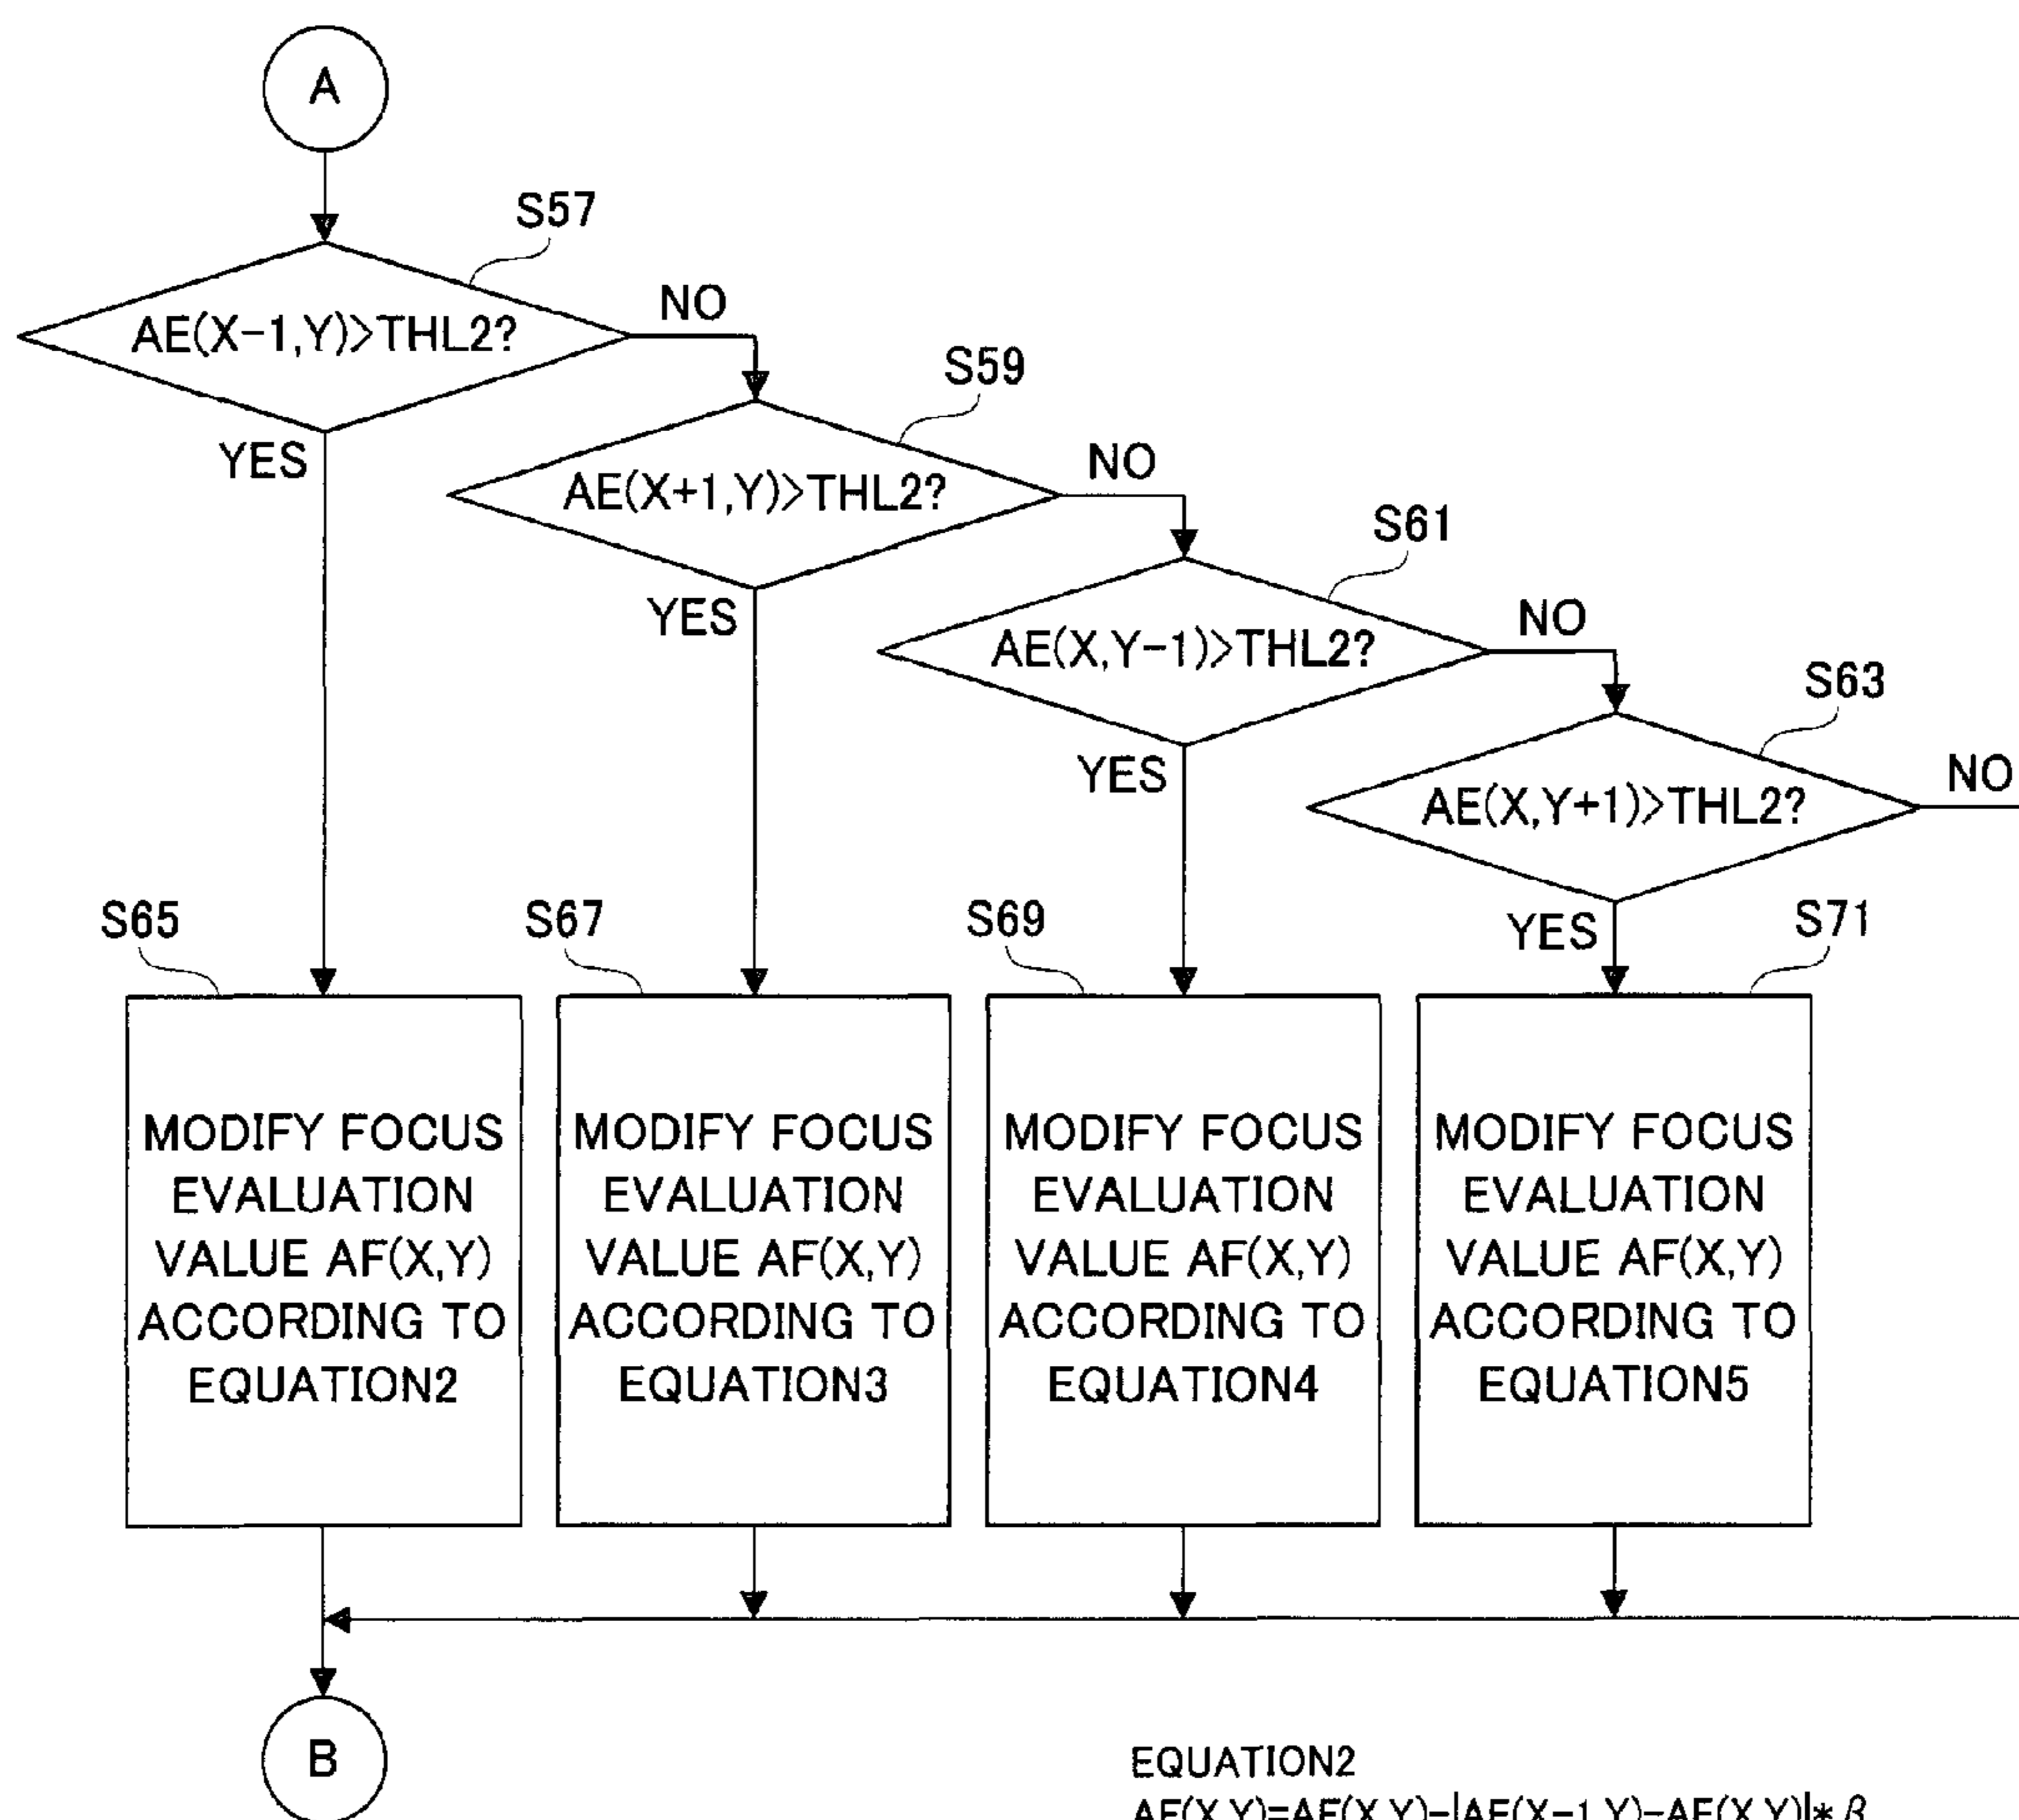 A
S57
AE(X-1,Y)>THL2?
NO
YES
S59
AE(X+1,Y)>THL2?
NO
YES
S61
AE(X,Y-1)>THL2?
NO
YES
S63
AE(X,Y+1)>THL2?
NO
YES
S65
MODIFY FOCUS
EVALUATION
VALUE AF(X,Y)
ACCORDING TO
EQUATION2
S67
MODIFY FOCUS
EVALUATION
VALUE AF(X,Y)
ACCORDING TO
EQUATION3
S69
MODIFY FOCUS
EVALUATION
VALUE AF(X,Y)
ACCORDING TO
EQUATION4
S71
MODIFY FOCUS
EVALUATION
VALUE AF(X,Y)
ACCORDING TO
EQUATION5
B
EQUATION2